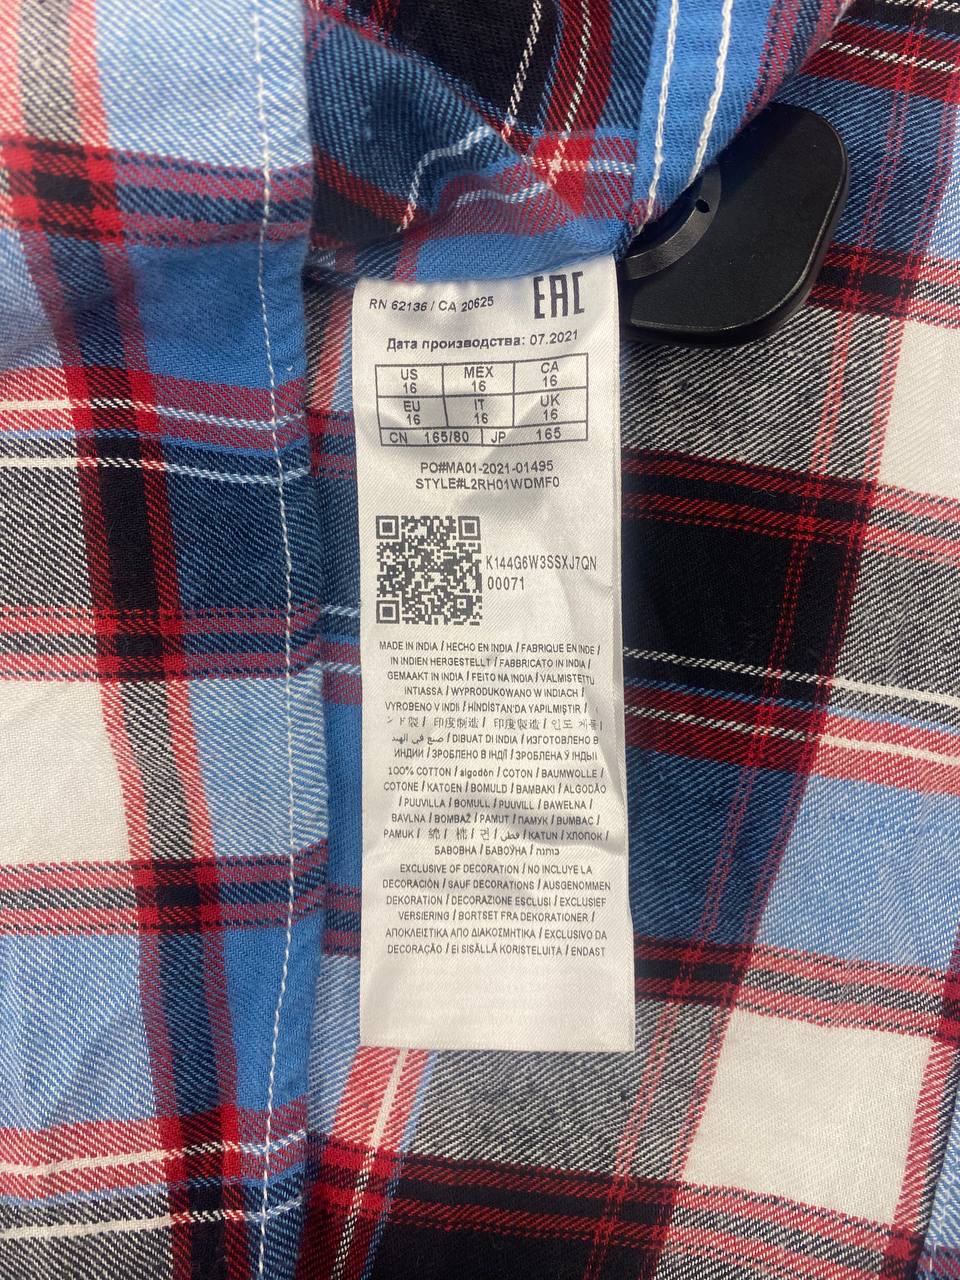 RN 62136 / CA 20625 EAC
Дата производства: 07.2021
US 16 MEX 16 CA 16
EU 16 IT 16 UK 16
CN 165/80 JP 165
PO#MA01-2021-01495
STYLE#L2RH01WDMF0
K144G6W3SSXJ7QN
00071
MADE IN INDIA / HECHO EN INDIA / FABRIQUE EN INDE /
IN INDIEN HERGESTELLT / FABBRICATO IN INDIA /
GEMAAKT IN INDIA / FEITO NA INDIA / VALMISTETTU
INTIASSA / WYPRODUKOWANO W INDIACH /
VYROBENO V INDII / HINDISTAN'DA YAPILMIŞTIR /
ド製 / 印度制造 / 印度製造 / 인도 제품 /
صنع في الهند / DIBUAT DI INDIA / ИЗГОТОВЛЕНО В
ИНДИИ / ЗРОБЛЕНО В ІНДІЇ / ЗРОБЛЕНА Ў ІНДЫІ
100% COTTON / algodón / COTON / BAUMWOLLE /
COTONE / KATOEN / BOMULD / BAMBAKI / ALGODÃO
/ PUUVILLA / BOMULL / PUUVILL / BAWEŁNA /
BAVLNA / BOMBAŽ / PAMUT / ПАМУК / BUMBAC /
PAMUK / 綿 / 棉 / 면 / قطن / KATUN / ХЛОПОК /
БАВОВНА / БАВОЎНА / כותנה
EXCLUSIVE OF DECORATION / NO INCLUYE LA
DECORACIÓN / SAUF DECORATIONS / AUSGENOMMEN
DEKORATION / DECORAZIONE ESCLUSI / EXCLUSIEF
VERSIERING / BORTSET FRA DEKORATIONER /
ΑΠΟΚΛΕΙΣΤΙΚΑ ΑΠΟ ΔΙΑΚΟΣΜΗΤΙΚΑ / EXCLUSIVO DA
DECORAÇÃO / EI SISÄLLÄ KORISTELUITA / ENDAST